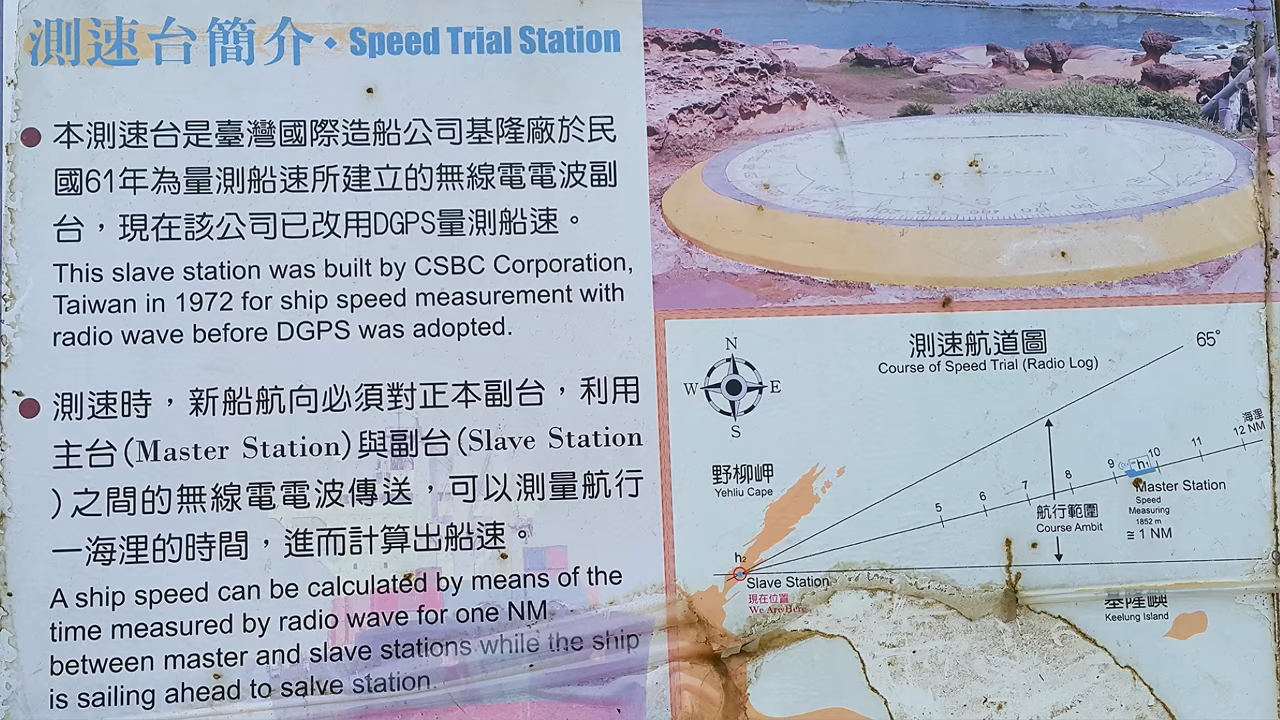 測速台簡介・Speed Trial Station
本測速台是臺灣國際造船公司基隆廠於民
國61年為量測船速所建立的無線電電波副
台，現在該公司已改用DGPS量測船速。
This slave station was built by CSBC Corporation,
Taiwan in 1972 for ship speed measurement with
radio wave before DGPS was adopted.
測速時，新船航向必須對正本副台，利用
主台(Master Station)與副台(Slave Station
)之間的無線電電波傳送，可以測量航行
一海浬的時間，進而計算出船速。
A ship speed can be calculated by means of the
time measured by radio wave for one NM
between master and slave stations while the ship
is sailing ahead to salve station.
測速航道圖
Course of Speed Trial (Radio Log)
65°
N
W
E
S
野柳岬
Yehliu Cape
海浬
12 NM
11
10
9
8
7
6
5
h₁
Master Station
Speed
Measuring
1852 m
≅ 1 NM
航行範圍
Course Ambit
h₂
Slave Station
現在位置
We Are Here
基隆嶼
Keelung Island